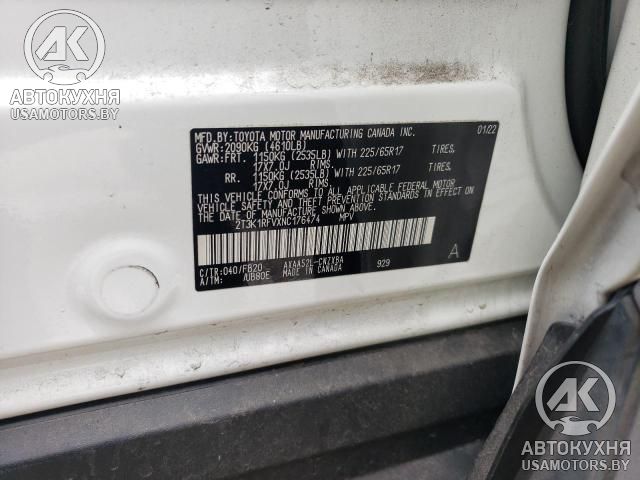 АВТОКУХНЯ
USAMOTORS.BY
MFD. BY: TOYOTA MOTOR MANUFACTURING CANADA INC. 01/22
GVWR: 2090KG (4610LB)
GAWR: FRT. 1150KG (2535LB) WITH 225/65R17 TIRES.
17X7.0J RIMS.
RR. 1150KG (2535LB) WITH 225/65R17 TIRES.
17X7.0J RIMS.
THIS VEHICLE CONFORMS TO ALL APPLICABLE FEDERAL MOTOR
VEHICLE SAFETY AND THEFT PREVENTION STANDARDS
IN EFFECT ON THE DATE OF MANUFACTURE SHOWN ABOVE.
2T3K1RFVXNC176474 MPV
C/TR: 040/FB20 AXAA52L-CNZXBA 929 A
A/TM: /UB80E MADE IN CANADA
АК
АВТОКУХНЯ
USAMOTORS.BY